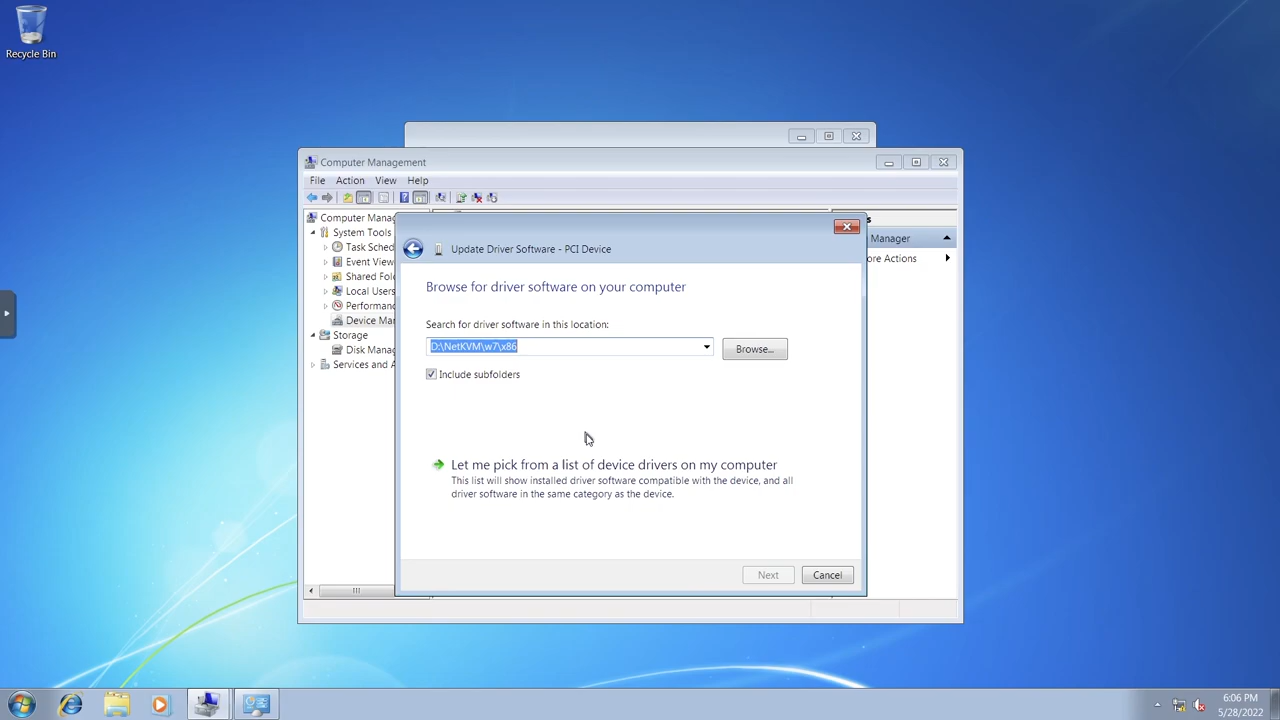 Recycle Bin
Computer Management
File Action View Help
Computer Mana
System Tools
Task Sched
Event View
Shared Fol
Local Users
Performanc
Device Man
Storage
Disk Manag
Services and A
Manager
ore Actions
Update Driver Software - PCI Device
Browse for driver software on your computer
Search for driver software in this location:
D:\NetKVM\w7\x86
Browse...
Include subfolders
Let me pick from a list of device drivers on my computer
This list will show installed driver software compatible with the device, and all
driver software in the same category as the device.
Next
Cancel
6:06 PM
5/28/2022